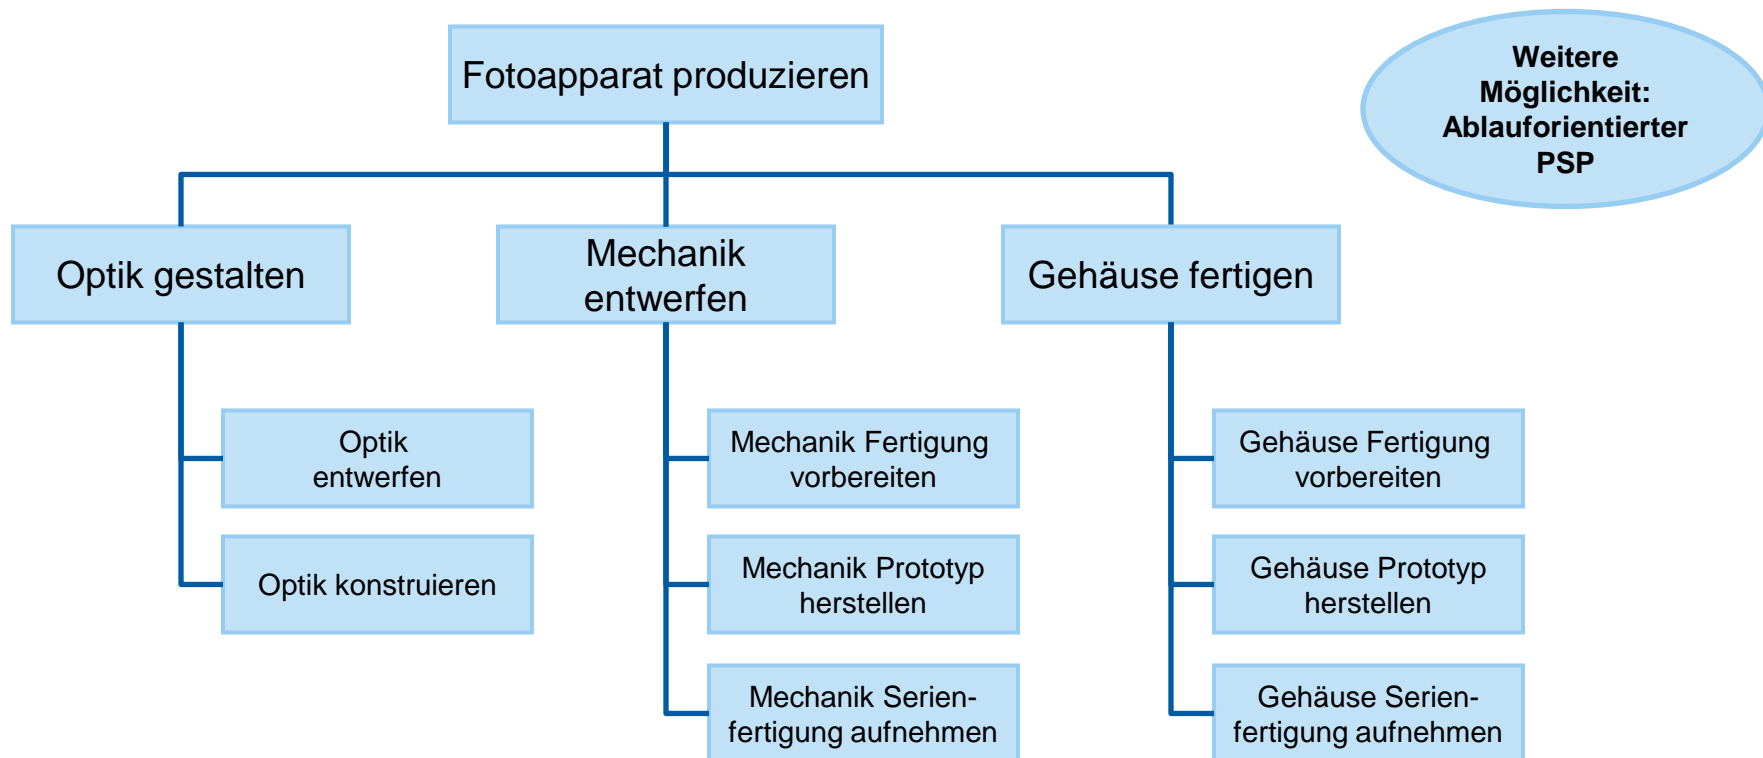 Fotoapparat produzieren
Weitere
Möglichkeit:
Ablauforientierter
PSP
Optik gestalten
Mechanik
entwerfen
Gehäuse fertigen
Optik
entwerfen
Mechanik Fertigung
vorbereiten
Gehäuse Fertigung
vorbereiten
Optik konstruieren
Mechanik Prototyp
herstellen
Gehäuse Prototyp
herstellen
Mechanik Serien-
fertigung aufnehmen
Gehäuse Serien-
fertigung aufnehmen